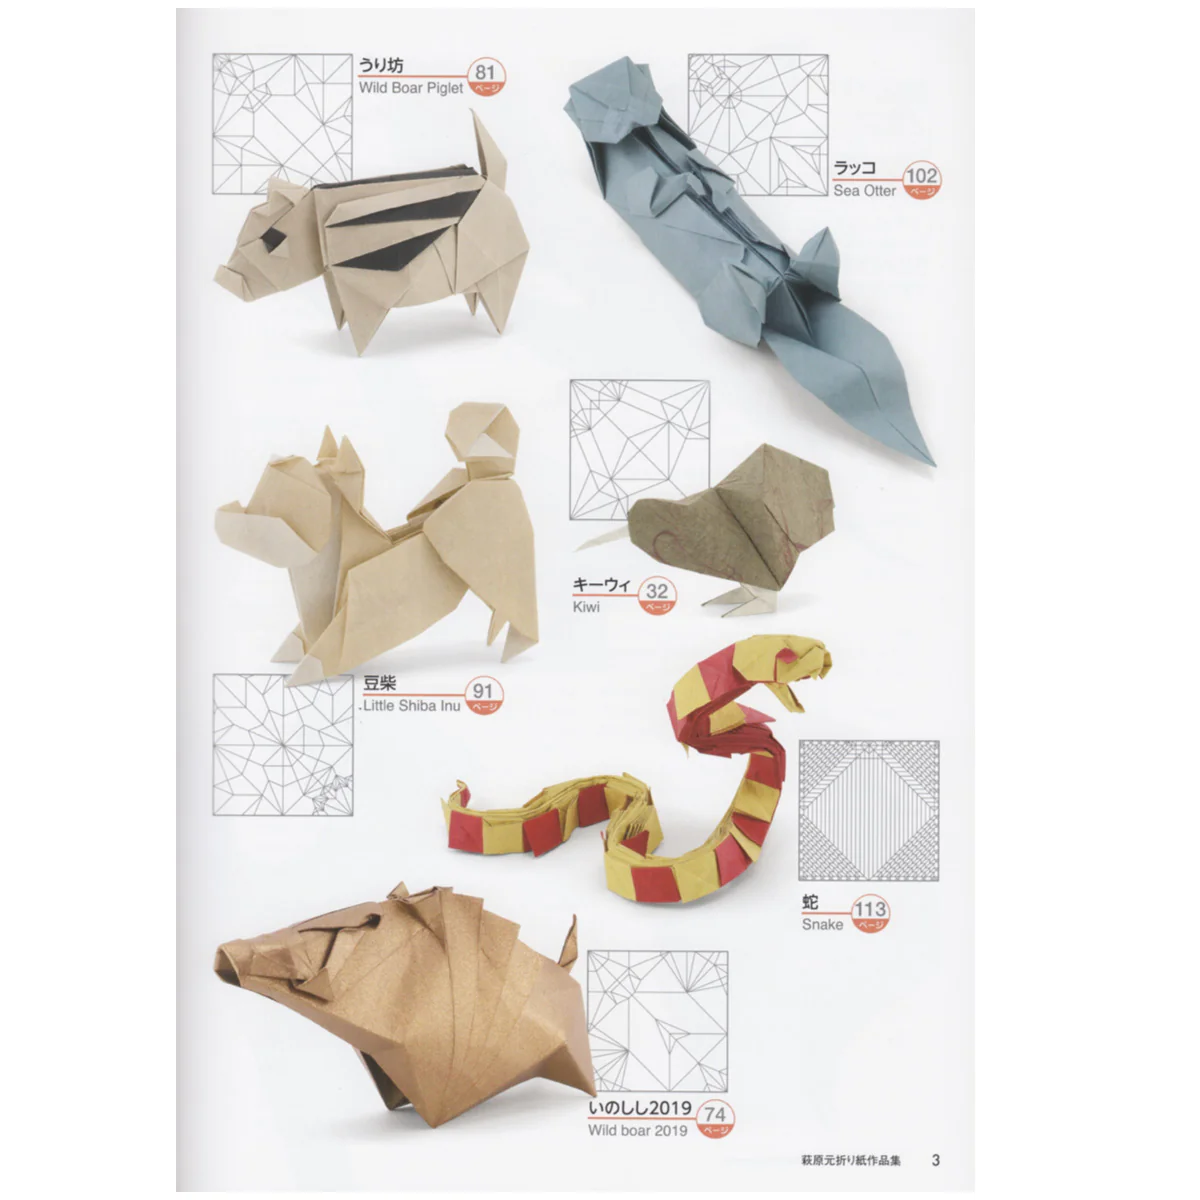 うり坊
81
ページ
Wild Boar Piglet
ラッコ
102
ページ
Sea Otter
キーウィ
32
ページ
Kiwi
豆柴
91
ページ
Little Shiba Inu
蛇
113
ページ
Snake
いのしし2019
74
ページ
Wild boar 2019
萩原元折り紙作品集 3